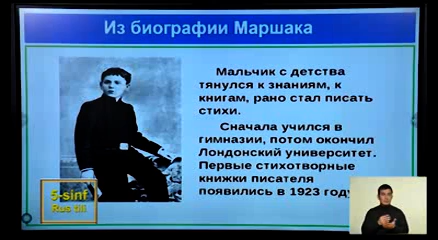 Из биографии Маршака
Мальчик с детства
тянулся к знаниям, к
книгам, рано стал писать
стихи.
Сначала учился в
гимназии, потом окончил
Лондонский университет.
Первые стихотворные
книжки писателя
появились в 1923 году
5-sinf
Rus tili